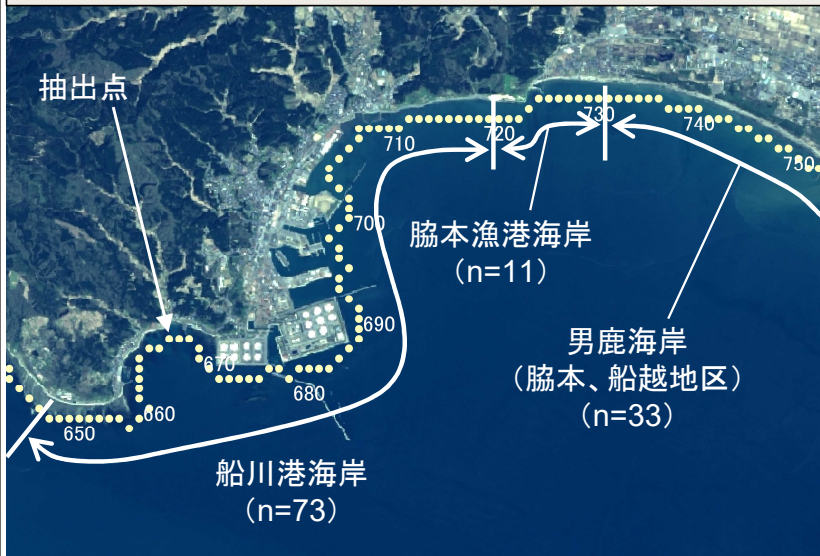 抽出点
710
720
730
740
750
700
脇本漁港海岸
(n=11)
690
男鹿海岸
(脇本、船越地区)
(n=33)
670
680
660
650
船川港海岸
(n=73)